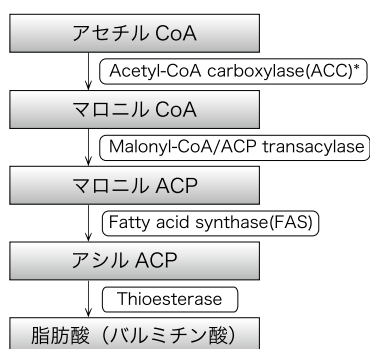 アセチル CoA
Acetyl-CoA carboxylase(ACC)*
マロニル CoA
Malonyl-CoA/ACP transacylase
マロニル ACP
Fatty acid synthase(FAS)
アシル ACP
Thioesterase
脂肪酸（バルミチン酸）